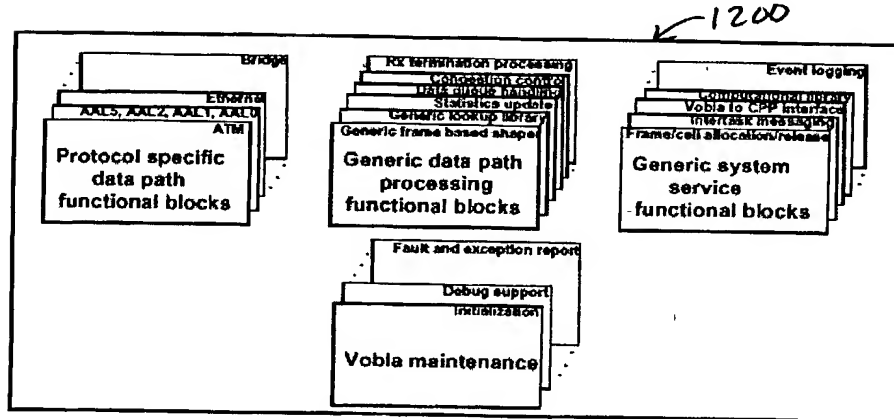 1200
Bridge
Ethernet
AAL5, AAL2, AAL1, AAL0
ATM
Protocol specific
data path
functional blocks
Rx termination processing
Congestion control
Data queue handling
Statistics update
Generic lookup library
Generic frame based shaper
Generic data path
processing
functional blocks
Event logging
Computational library
Vobla to CPP interface
Intertask messaging
Frame/cell allocation/release
Generic system
service
functional blocks
Fault and exception report
Debug support
Initialization
Vobla maintenance